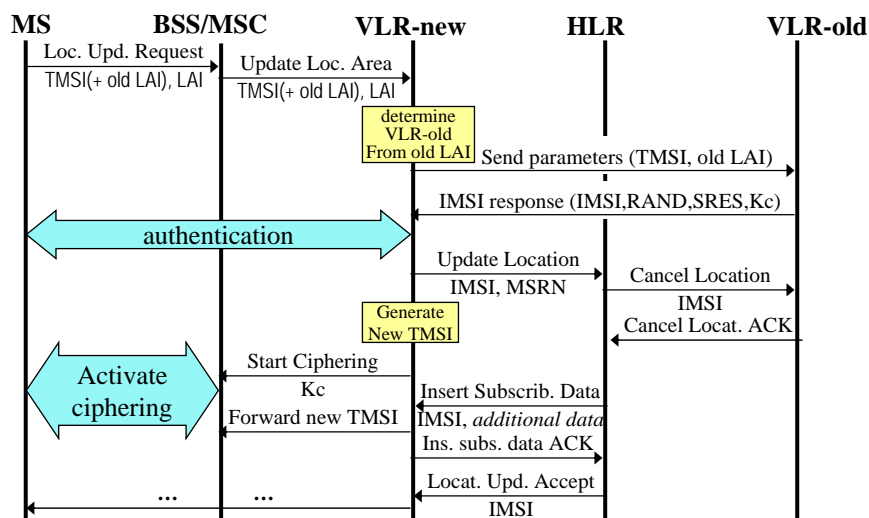 MS BSS/MSC VLR-new HLR VLR-old
Loc. Upd. Request
TMSI(+ old LAI), LAI
Update Loc. Area
TMSI(+ old LAI), LAI
determine
VLR-old
From old LAI
Send parameters (TMSI, old LAI)
IMSI response (IMSI,RAND,SRES,Kc)
authentication
Update Location
IMSI, MSRN
Cancel Location
IMSI
Generate
New TMSI
Cancel Locat. ACK
Activate
ciphering
Start Ciphering
Kc
Insert Subscrib. Data
IMSI, additional data
Forward new TMSI
Ins. subs. data ACK
Locat. Upd. Accept
IMSI
... ...